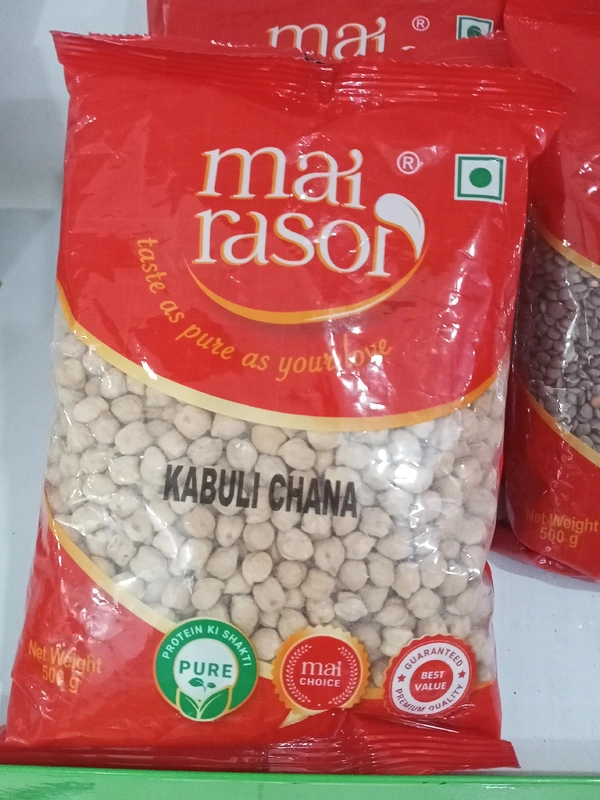 mai
mai ®
rasoi
taste as pure as your love
KABULI CHANA
Net Weight
500 g
PROTEIN KI SHAKTI
PURE
mai
CHOICE
GUARANTEED
BEST
VALUE
PREMIUM QUALITY
Net Weight
500 g